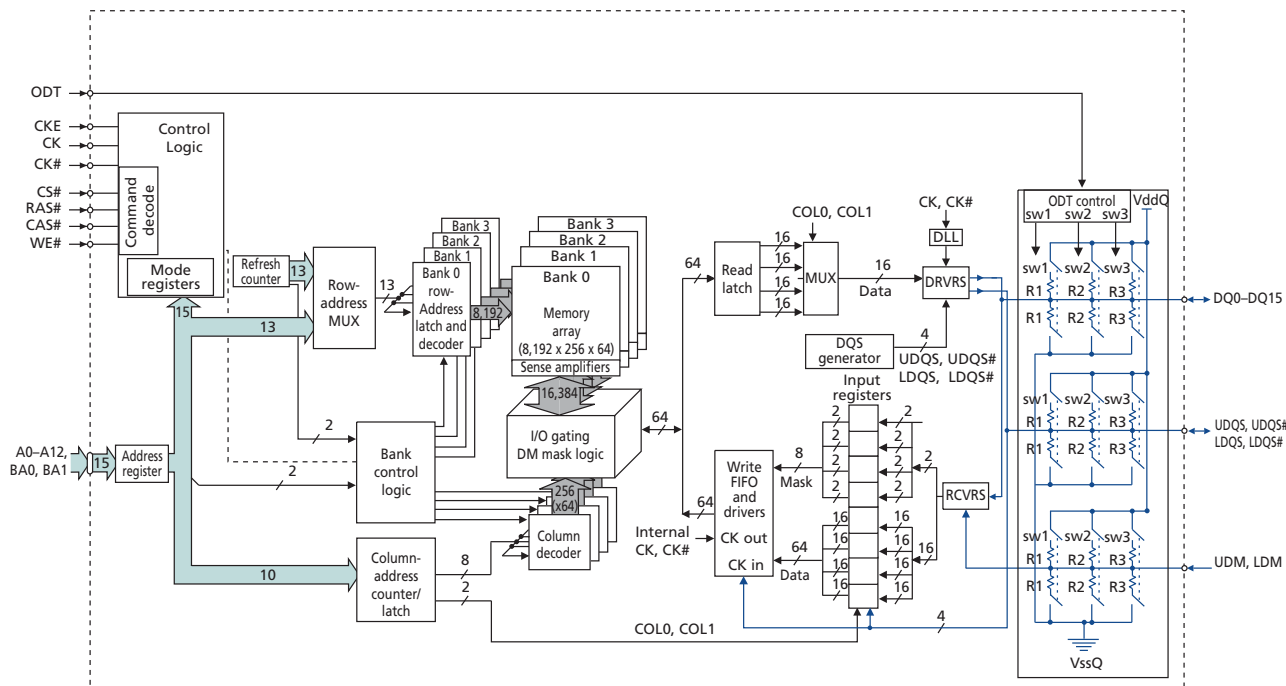 ODT
CKE
CK
CK#
CS#
RAS#
CAS#
WE#
Control
Logic
Command
decode
Mode
registers
15
Refresh
counter
13
13
Row-
address
MUX
13
Bank 3
Bank 2
Bank 1
Bank 0
row-
Address
latch and
decoder
8,192
Bank 3
Bank 2
Bank 1
Bank 0
Memory
array
(8,192 x 256 x 64)
Sense amplifiers
16,384
I/O gating
DM mask logic
64
2
2
Bank
control
logic
A0–A12,
BA0, BA1
15
Address
register
10
Column-
address
counter/
latch
8
2
256
(x64)
Column
decoder
COL0, COL1
64
Read
latch
16
16
16
16
COL0, COL1
MUX
16
Data
CK, CK#
DLL
DRVRS
DQS
generator
4
UDQS, UDQS#
LDQS, LDQS#
Input
registers
2
2
2
2
2
2
2
2
2
8
Mask
64
Write
FIFO
and
drivers
CK out
CK in
Internal
CK, CK#
64
Data
16
16
16
16
16
16
16
16
16
RCVRS
4
ODT control
VddQ
sw1
sw2
sw3
sw1
sw2
sw3
R1
R2
R3
R1
R2
R3
DQ0–DQ15
sw1
sw2
sw3
R1
R2
R3
R1
R2
R3
UDQS, UDQS#
LDQS, LDQS#
sw1
sw2
sw3
R1
R2
R3
R1
R2
R3
UDM, LDM
VssQ